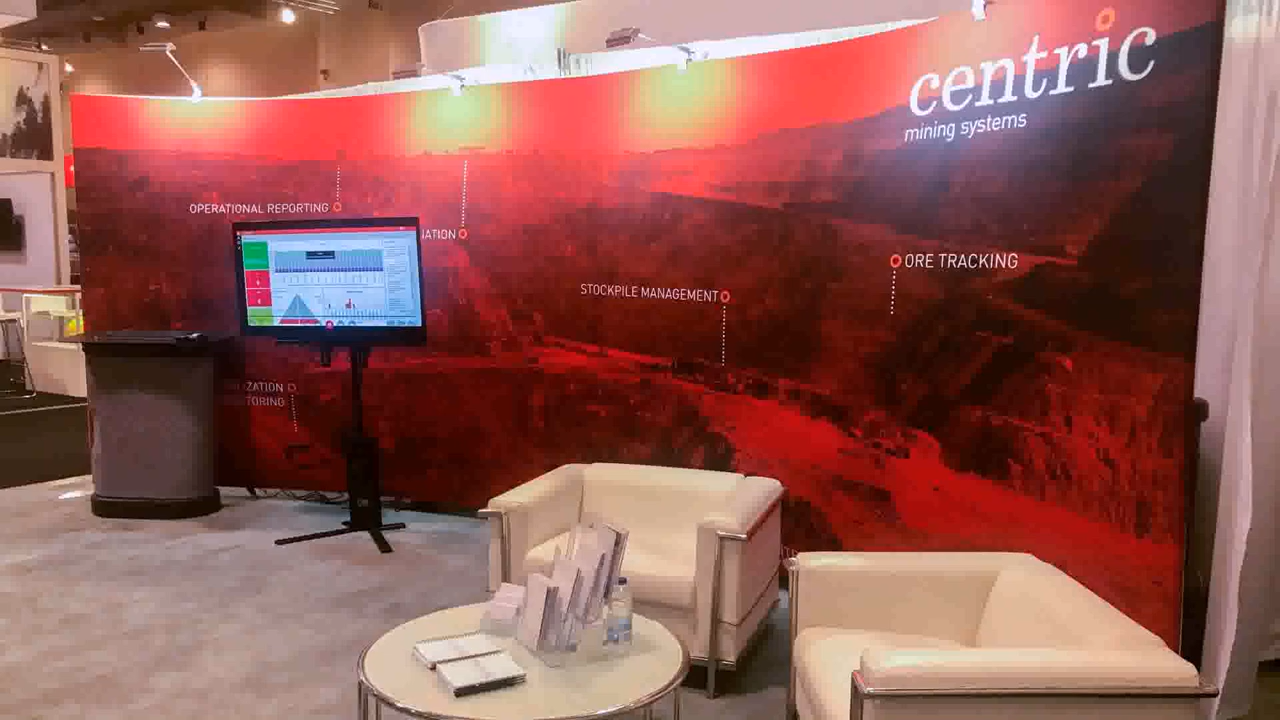 centric
mining systems
OPERATIONAL REPORTING
IATION
ORE TRACKING
STOCKPILE MANAGEMENT
ZATION
TORING